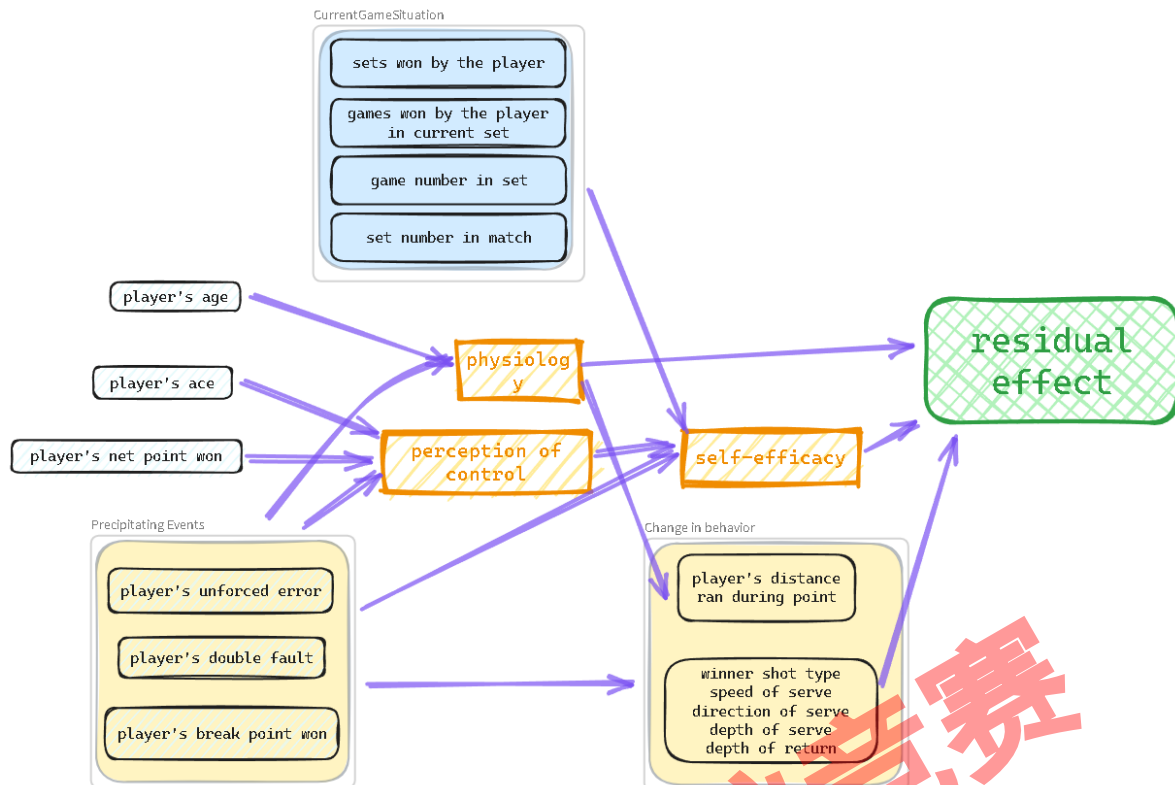 CurrentGameSituation
sets won by the player
games won by the player
in current set
game number in set
set number in match
player's age
player's ace
player's net point won
physiolog
y
perception of
control
self-efficacy
residual
effect
Precipitating Events
player's unforced error
player's double fault
player's break point won
Change in behavior
player's distance
ran during point
winner shot type
speed of serve
direction of serve
depth of serve
depth of return
竞赛